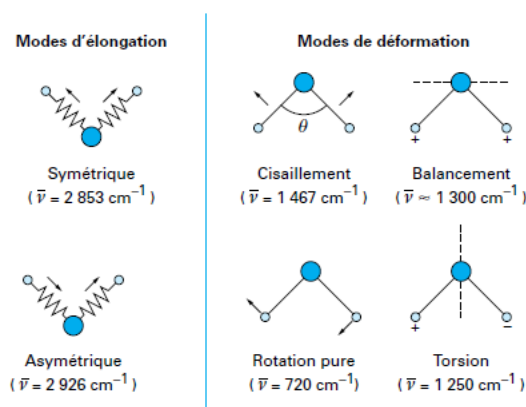 Modes d'élongation
Modes de déformation
θ
+ +
Symétrique
(ν̅ = 2 853 cm⁻¹)
Cisaillement
(ν̅ = 1 467 cm⁻¹)
Balancement
(ν̅ ≈ 1 300 cm⁻¹)
+ −
Asymétrique
(ν̅ = 2 926 cm⁻¹)
Rotation pure
(ν̅ = 720 cm⁻¹)
Torsion
(ν̅ = 1 250 cm⁻¹)